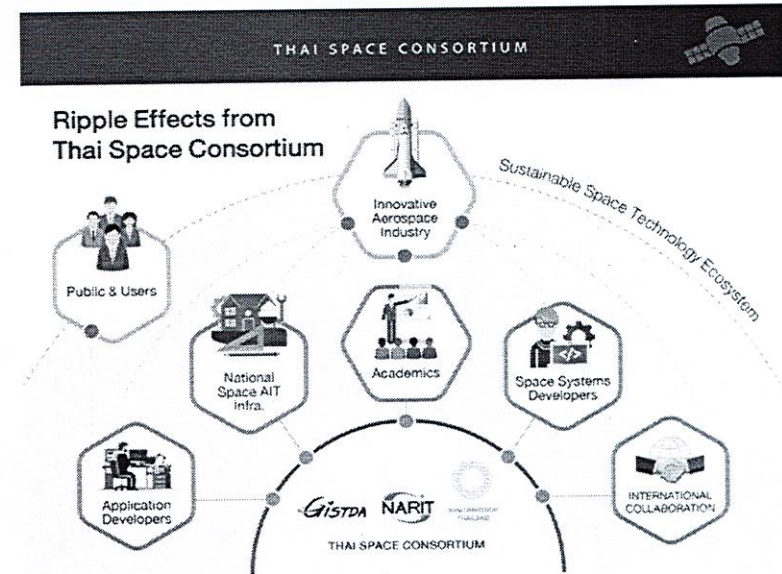 THAI SPACE CONSORTIUM
Ripple Effects from
Thai Space Consortium
Sustainable Space Technology Ecosystem
Innovative
Aerospace
Industry
Public & Users
National
Space AIT
Infra.
Academics
</>
Space Systems
Developers
Application
Developers
INTERNATIONAL
COLLABORATION
GISTDA
NARIT
THAILAND
THAI SPACE CONSORTIUM